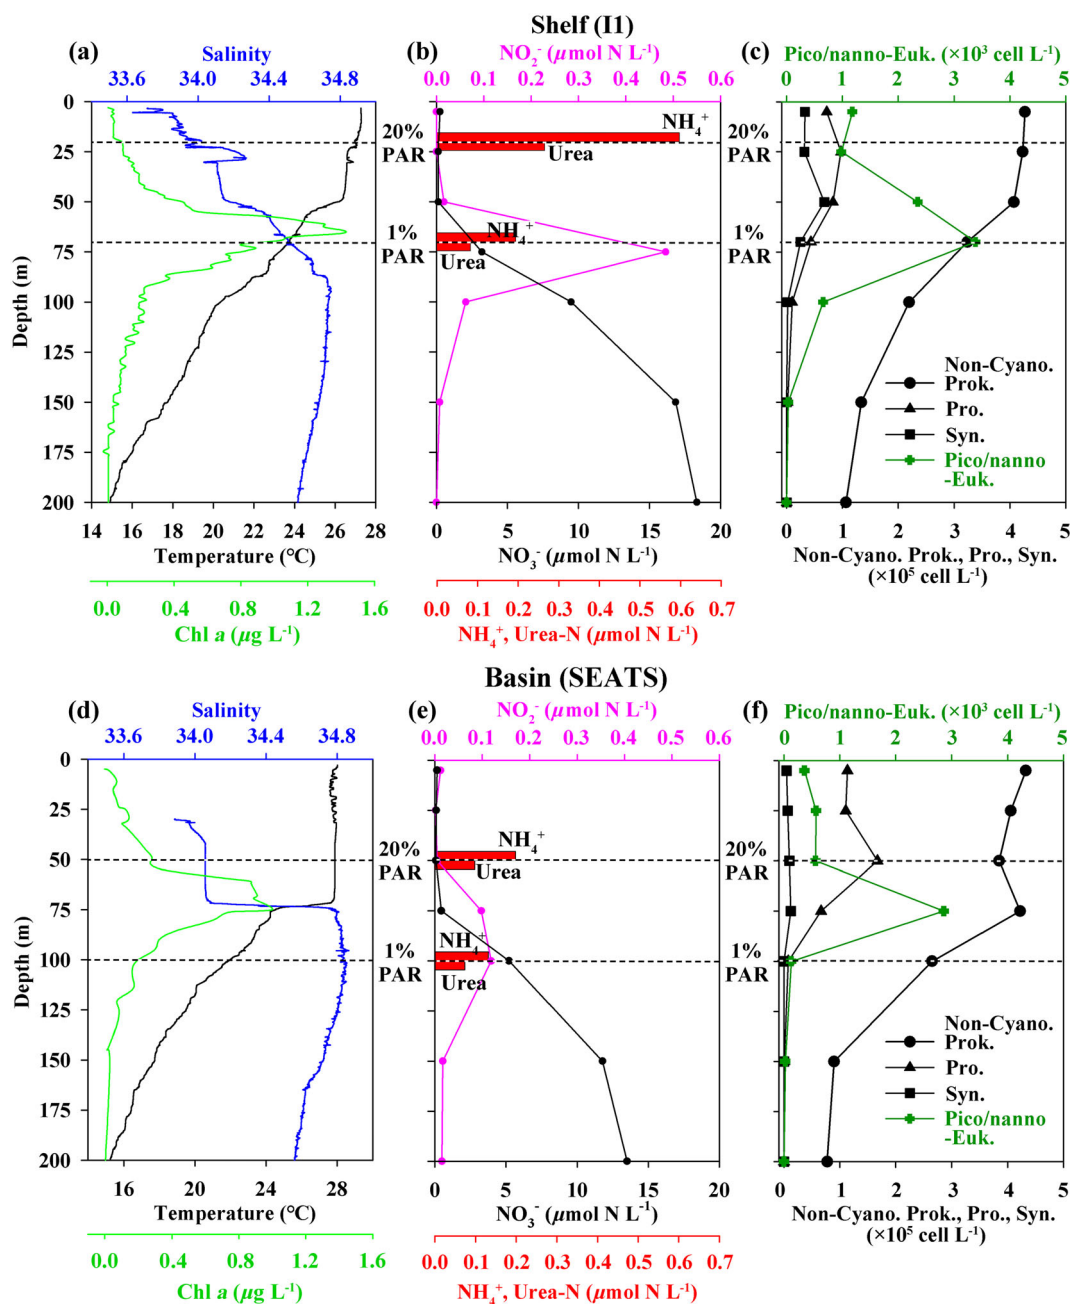 Shelf (I1)
(a)
Salinity
33.6 34.0 34.4 34.8
(b)
NO₂⁻ (µmol N L⁻¹)
0.0 0.1 0.2 0.3 0.4 0.5 0.6
(c)
Pico/nanno-Euk. (×10³ cell L⁻¹)
0 1 2 3 4 5
Depth (m)
0
25
50
75
100
125
150
175
200
20%
PAR
1%
PAR
NH₄⁺
Urea
NH₄⁺
Urea
20%
PAR
1%
PAR
Non-Cyano.
Prok.
Pro.
Syn.
Pico/nanno
-Euk.
14 16 18 20 22 24 26 28
Temperature (°C)
0 5 10 15 20
NO₃⁻ (µmol N L⁻¹)
0 1 2 3 4 5
Non-Cyano. Prok., Pro., Syn.
(×10⁵ cell L⁻¹)
0.0 0.4 0.8 1.2 1.6
Chl a (µg L⁻¹)
0.0 0.1 0.2 0.3 0.4 0.5 0.6 0.7
NH₄⁺, Urea-N (µmol N L⁻¹)
Basin (SEATS)
(d)
Salinity
33.6 34.0 34.4 34.8
(e)
NO₂⁻ (µmol N L⁻¹)
0.0 0.1 0.2 0.3 0.4 0.5 0.6
(f)
Pico/nanno-Euk. (×10³ cell L⁻¹)
0 1 2 3 4 5
Depth (m)
0
25
50
75
100
125
150
175
200
20%
PAR
1%
PAR
NH₄⁺
Urea
NH₄⁺
Urea
20%
PAR
1%
PAR
Non-Cyano.
Prok.
Pro.
Syn.
Pico/nanno
-Euk.
16 20 24 28
Temperature (°C)
0 5 10 15 20
NO₃⁻ (µmol N L⁻¹)
0 1 2 3 4 5
Non-Cyano. Prok., Pro., Syn.
(×10⁵ cell L⁻¹)
0.0 0.4 0.8 1.2 1.6
Chl a (µg L⁻¹)
0.0 0.1 0.2 0.3 0.4 0.5 0.6 0.7
NH₄⁺, Urea-N (µmol N L⁻¹)